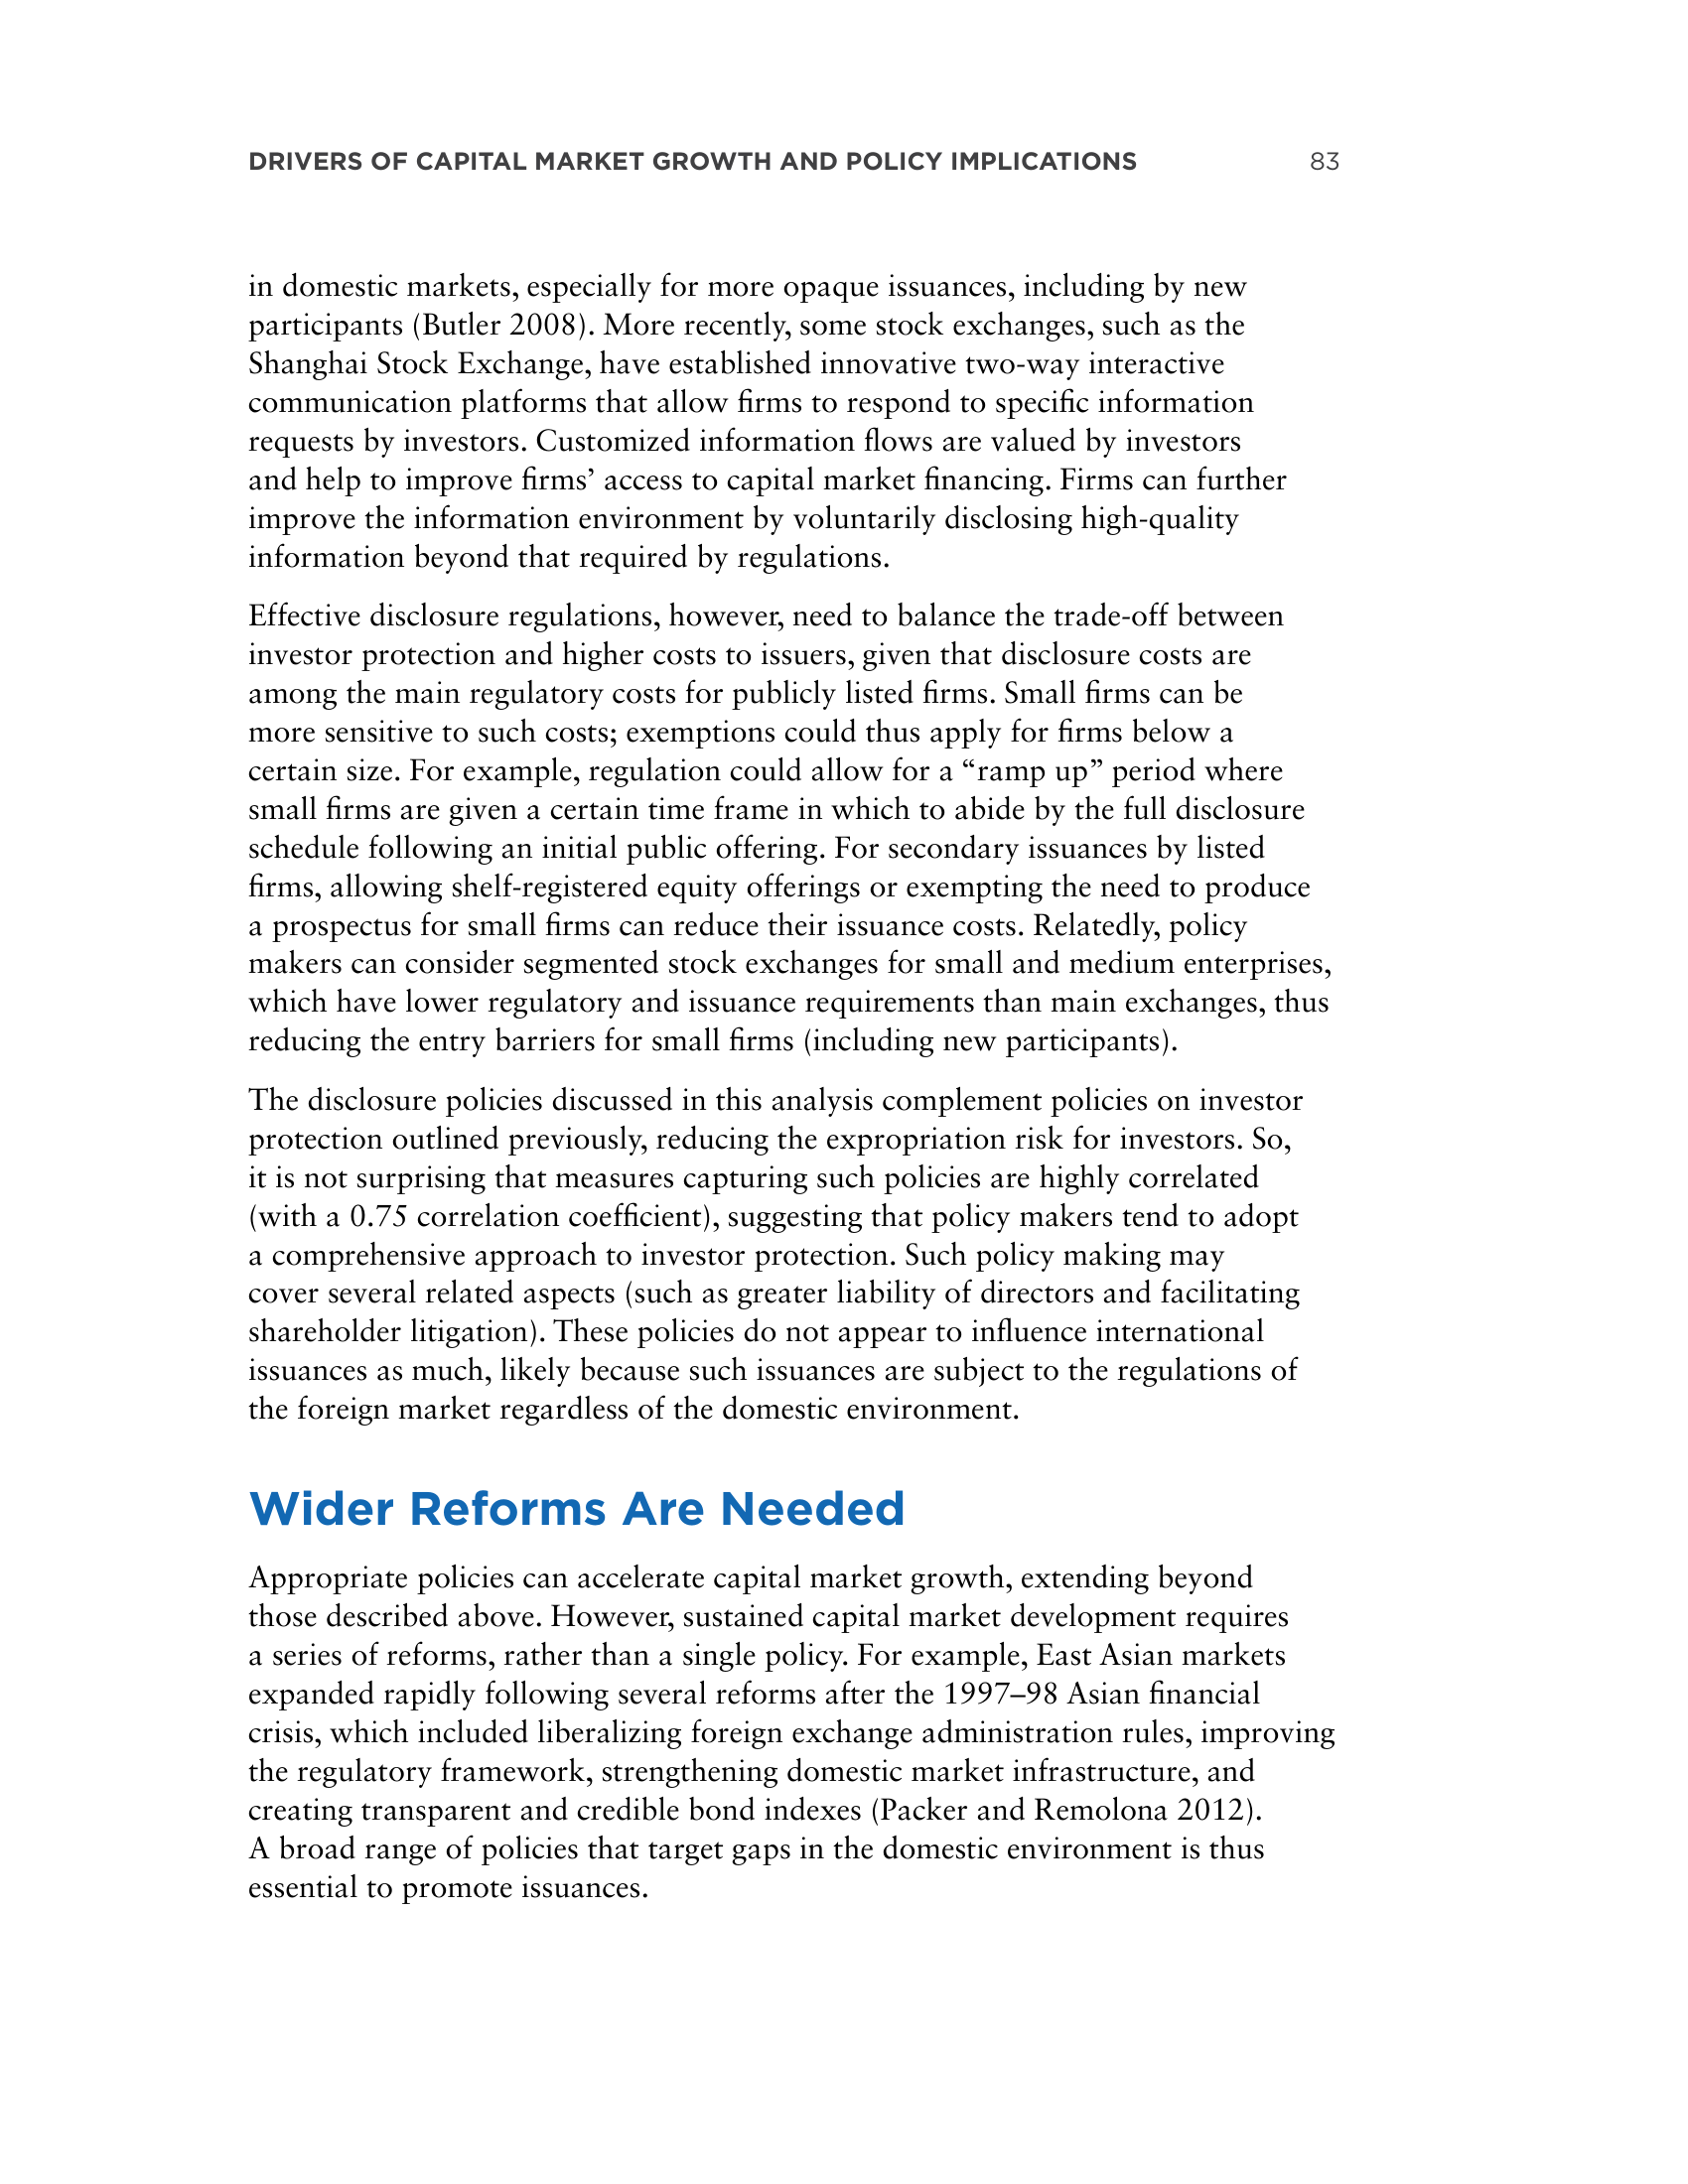 DRIVERS OF CAPITAL MARKET GROWTH AND POLICY IMPLICATIONS 83
in domestic markets, especially for more opaque issuances, including by new
participants (Butler 2008). More recently, some stock exchanges, such as the
Shanghai Stock Exchange, have established innovative two-way interactive
communication platforms that allow firms to respond to specific information
requests by investors. Customized information flows are valued by investors
and help to improve firms’ access to capital market financing. Firms can further
improve the information environment by voluntarily disclosing high-quality
information beyond that required by regulations.
Effective disclosure regulations, however, need to balance the trade-off between
investor protection and higher costs to issuers, given that disclosure costs are
among the main regulatory costs for publicly listed firms. Small firms can be
more sensitive to such costs; exemptions could thus apply for firms below a
certain size. For example, regulation could allow for a “ramp up” period where
small firms are given a certain time frame in which to abide by the full disclosure
schedule following an initial public offering. For secondary issuances by listed
firms, allowing shelf-registered equity offerings or exempting the need to produce
a prospectus for small firms can reduce their issuance costs. Relatedly, policy
makers can consider segmented stock exchanges for small and medium enterprises,
which have lower regulatory and issuance requirements than main exchanges, thus
reducing the entry barriers for small firms (including new participants).
The disclosure policies discussed in this analysis complement policies on investor
protection outlined previously, reducing the expropriation risk for investors. So,
it is not surprising that measures capturing such policies are highly correlated
(with a 0.75 correlation coefficient), suggesting that policy makers tend to adopt
a comprehensive approach to investor protection. Such policy making may
cover several related aspects (such as greater liability of directors and facilitating
shareholder litigation). These policies do not appear to influence international
issuances as much, likely because such issuances are subject to the regulations of
the foreign market regardless of the domestic environment.
Wider Reforms Are Needed
Appropriate policies can accelerate capital market growth, extending beyond
those described above. However, sustained capital market development requires
a series of reforms, rather than a single policy. For example, East Asian markets
expanded rapidly following several reforms after the 1997–98 Asian financial
crisis, which included liberalizing foreign exchange administration rules, improving
the regulatory framework, strengthening domestic market infrastructure, and
creating transparent and credible bond indexes (Packer and Remolona 2012).
A broad range of policies that target gaps in the domestic environment is thus
essential to promote issuances.